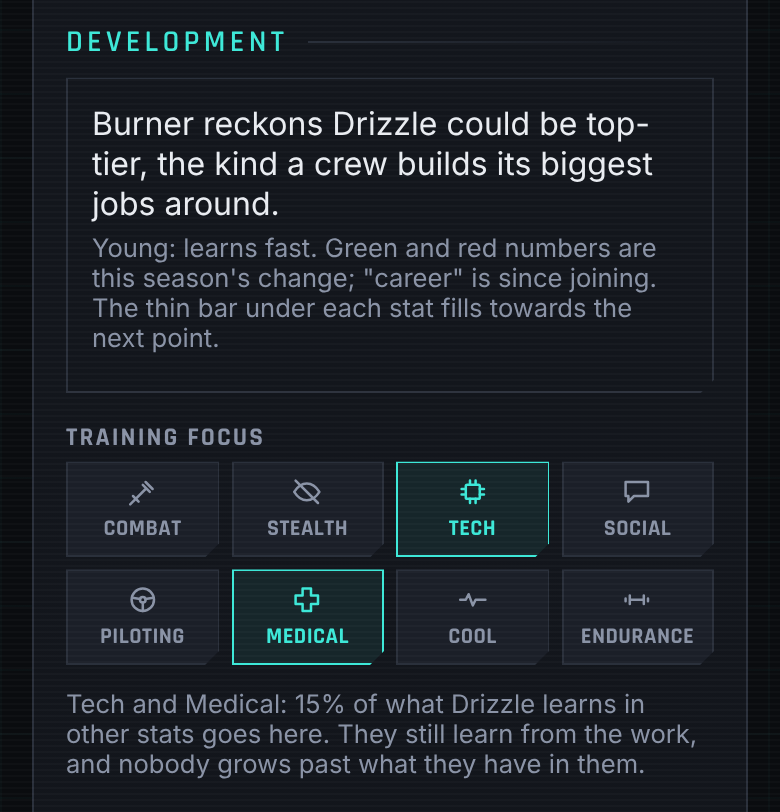 DEVELOPMENT
Burner reckons Drizzle could be top-
tier, the kind a crew builds its biggest
jobs around.
Young: learns fast. Green and red numbers are
this season's change; "career" is since joining.
The thin bar under each stat fills towards the
next point.
TRAINING FOCUS
COMBAT
STEALTH
TECH
SOCIAL
PILOTING
MEDICAL
COOL
ENDURANCE
Tech and Medical: 15% of what Drizzle learns in
other stats goes here. They still learn from the work,
and nobody grows past what they have in them.